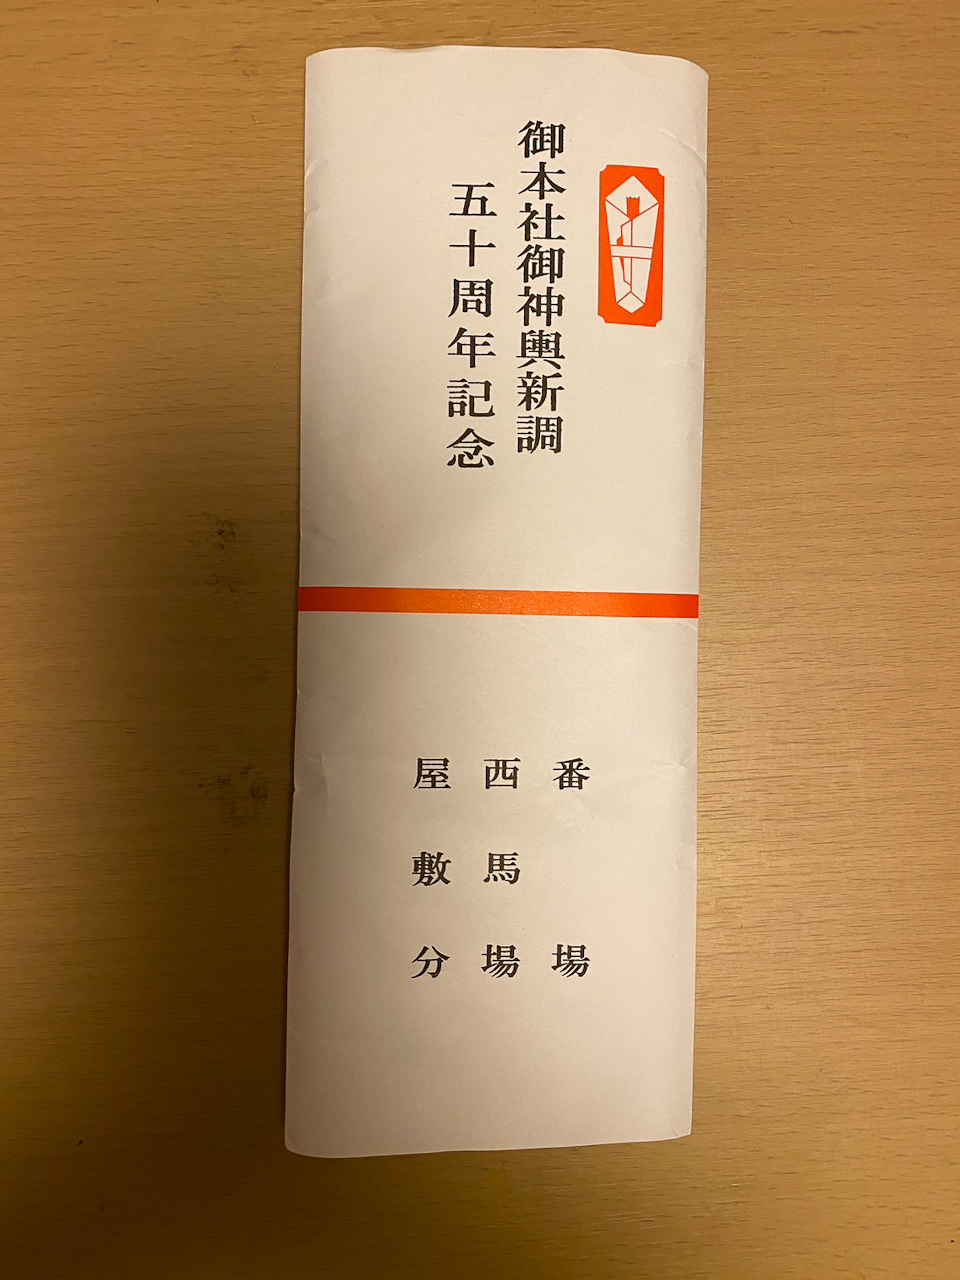 御本社御神輿新調
五十周年記念
番場
西馬場
屋敷分